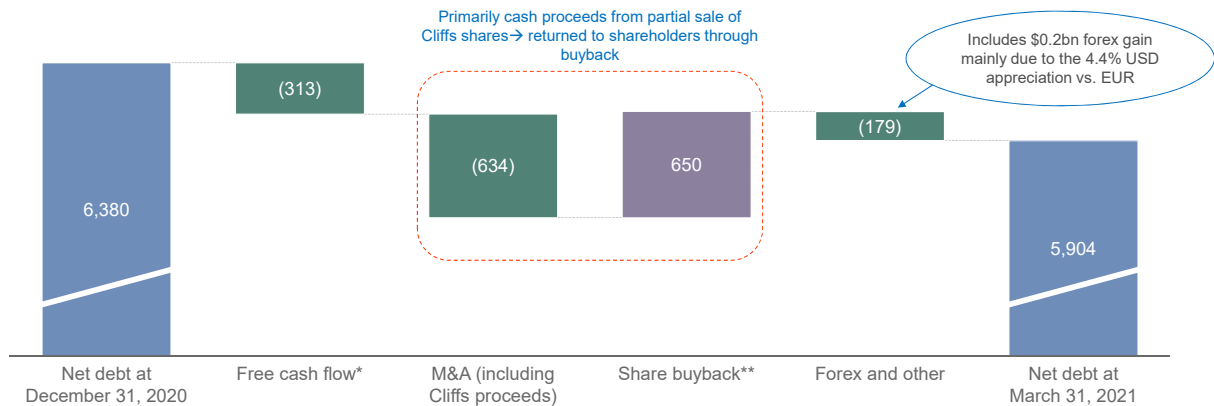 Primarily cash proceeds from partial sale of
Cliffs shares→ returned to shareholders through
buyback
Includes $0.2bn forex gain
mainly due to the 4.4% USD
appreciation vs. EUR
6,380
(313)
(634)
650
(179)
5,904
Net debt at
December 31, 2020
Free cash flow*
M&A (including
Cliffs proceeds)
Share buyback**
Forex and other
Net debt at
March 31, 2021